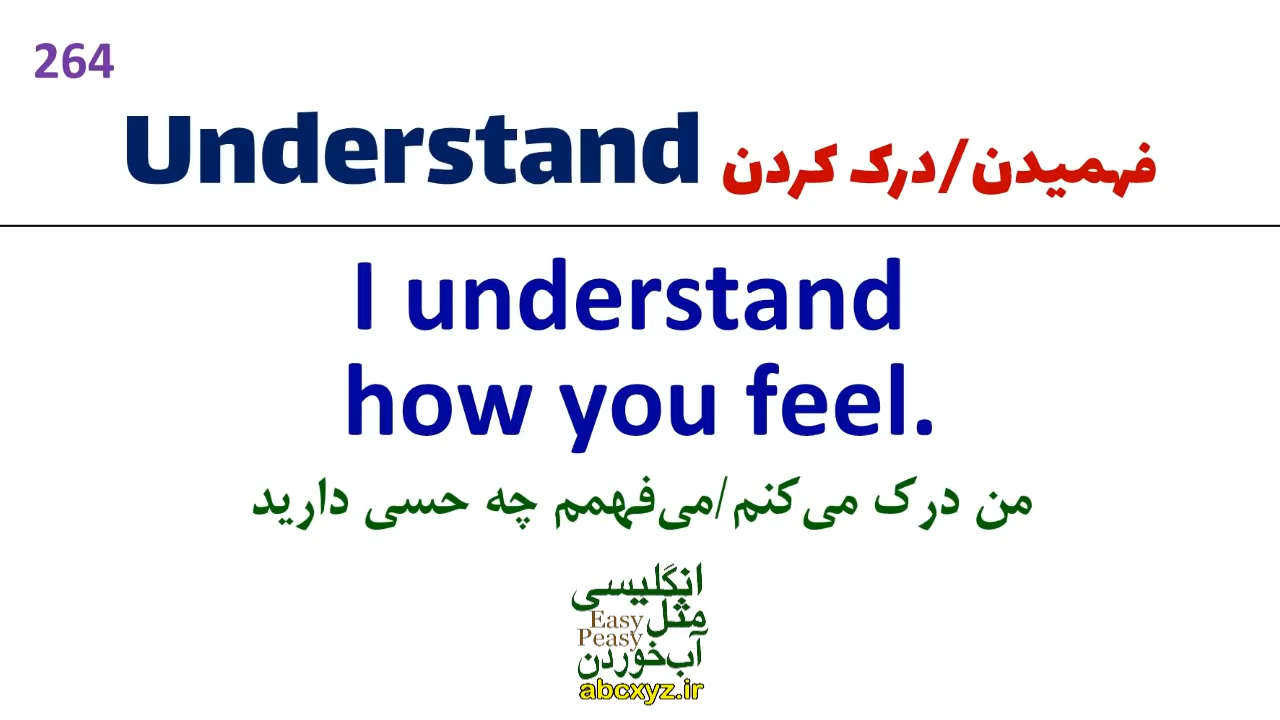 264
Understand فهمیدن/درک کردن
I understand
how you feel.
من درک می‌کنم/می‌فهمم چه حسی دارید
انگلیسی
مثل
Easy
Peasy
آب‌خوردن
abcxyz.ir